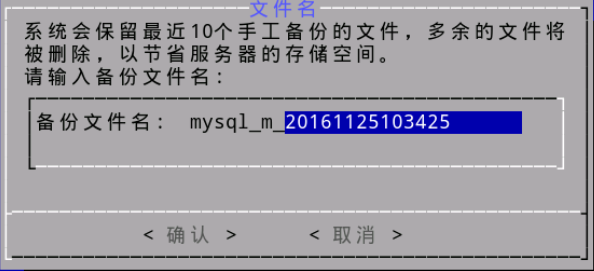 文件名
系统会保留最近10个手工备份的文件，多余的文件将
被删除，以节省服务器的存储空间。
请输入备份文件名：
备份文件名： mysql_m_20161125103425
< 确认 > < 取消 >